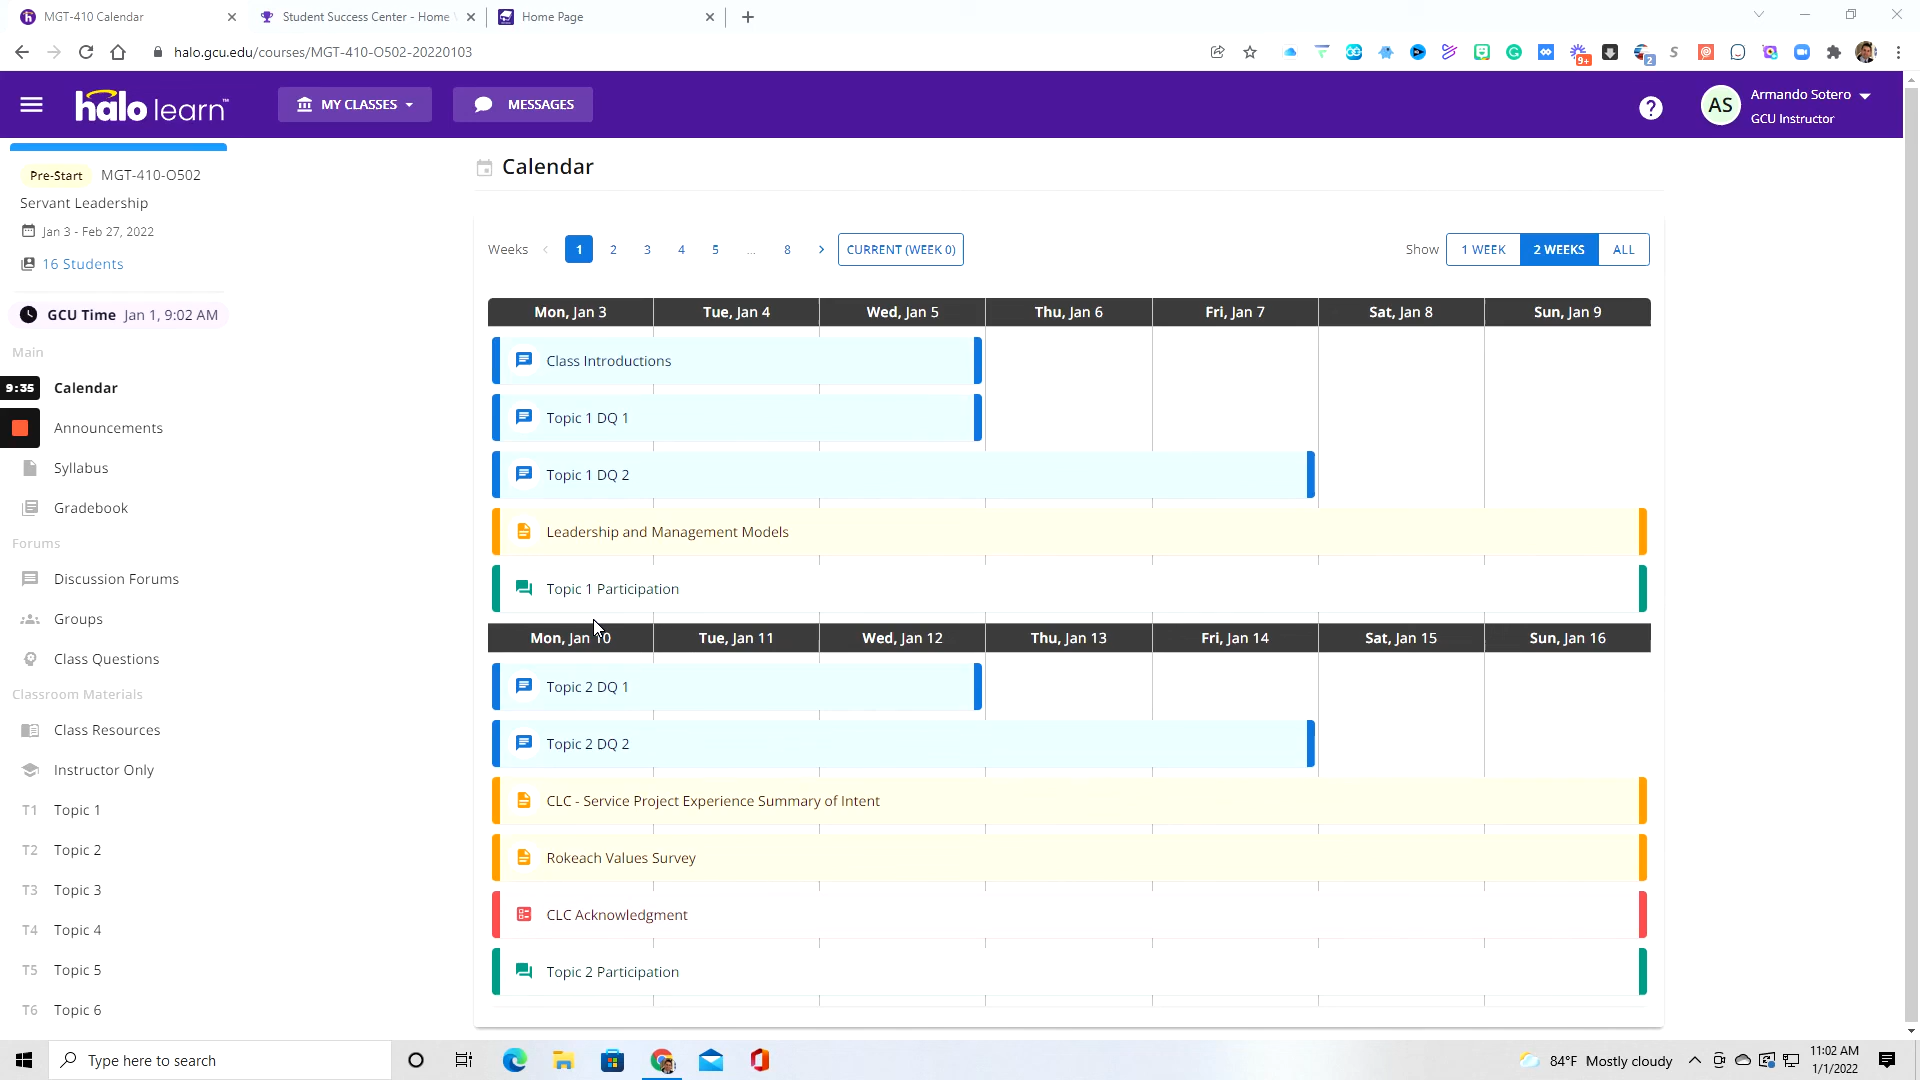 MGT-410 Calendar
Student Success Center - Home
Home Page
halo.gcu.edu/courses/MGT-410-O502-20220103
9+
2
halo learn™
MY CLASSES
MESSAGES
?
AS
Armando Sotero
GCU Instructor
Pre-Start MGT-410-O502
Servant Leadership
Jan 3 - Feb 27, 2022
16 Students
GCU Time Jan 1, 9:02 AM
Main
9:35
Calendar
Announcements
Syllabus
Gradebook
Forums
Discussion Forums
Groups
Class Questions
Classroom Materials
Class Resources
Instructor Only
T1 Topic 1
T2 Topic 2
T3 Topic 3
T4 Topic 4
T5 Topic 5
T6 Topic 6
Calendar
Weeks 1 2 3 4 5 ... 8 CURRENT (WEEK 0)
Show 1 WEEK 2 WEEKS ALL
Mon, Jan 3 Tue, Jan 4 Wed, Jan 5 Thu, Jan 6 Fri, Jan 7 Sat, Jan 8 Sun, Jan 9
Class Introductions
Topic 1 DQ 1
Topic 1 DQ 2
Leadership and Management Models
Topic 1 Participation
Mon, Jan 10 Tue, Jan 11 Wed, Jan 12 Thu, Jan 13 Fri, Jan 14 Sat, Jan 15 Sun, Jan 16
Topic 2 DQ 1
Topic 2 DQ 2
CLC - Service Project Experience Summary of Intent
Rokeach Values Survey
CLC Acknowledgment
Topic 2 Participation
Type here to search
84°F Mostly cloudy
11:02 AM
1/1/2022